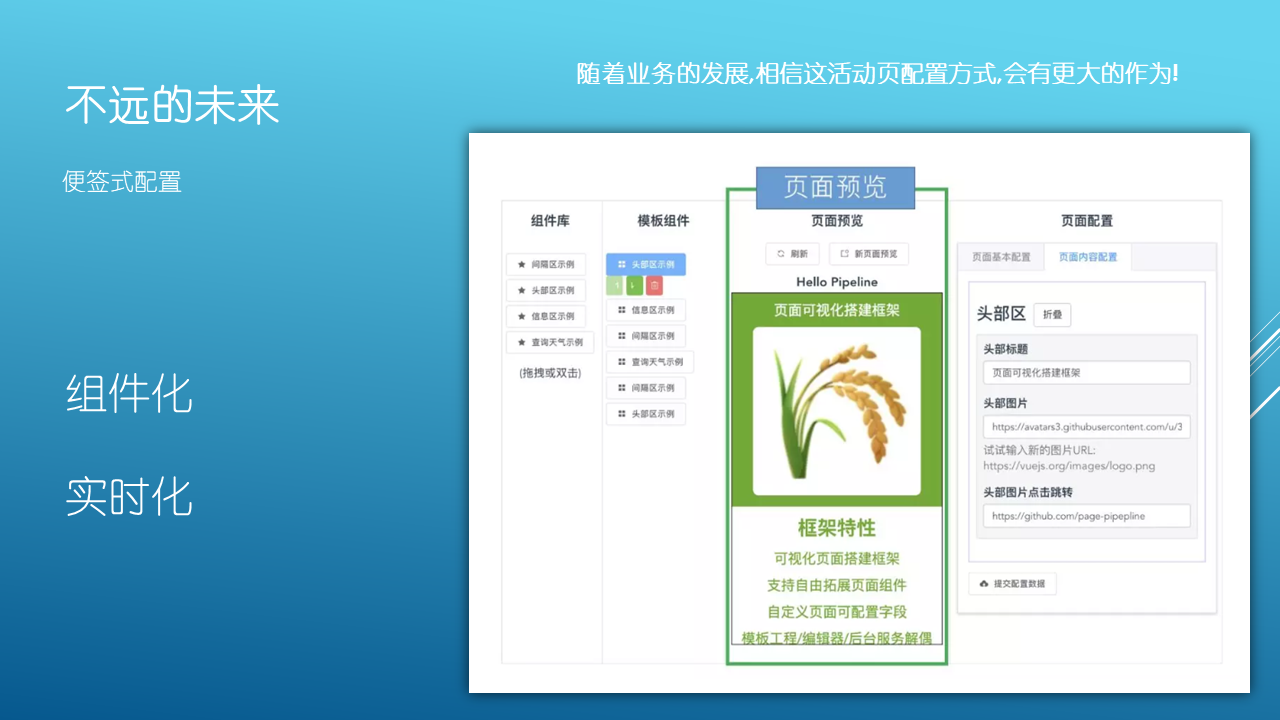 随着业务的发展,相信这活动页配置方式,会有更大的作为!
不远的未来
便签式配置
组件化
实时化
页面预览
组件库
间隔区示例
头部区示例
信息区示例
查询天气示例
(拖拽或双击)
模板组件
头部区示例
信息区示例
间隔区示例
查询天气示例
间隔区示例
头部区示例
页面预览
刷新
新页面预览
Hello Pipeline
页面可视化搭建框架
框架特性
可视化页面搭建框架
支持自由拓展页面组件
自定义页面可配置字段
模板工程/编辑器/后台服务解偶
页面配置
页面基本配置
页面内容配置
头部区
折叠
头部标题
页面可视化搭建框架
头部图片
https://avatars3.githubusercontent.com/u/3
试试输入新的图片URL:
https://vuejs.org/images/logo.png
头部图片点击跳转
https://github.com/page-pipepline
提交配置数据